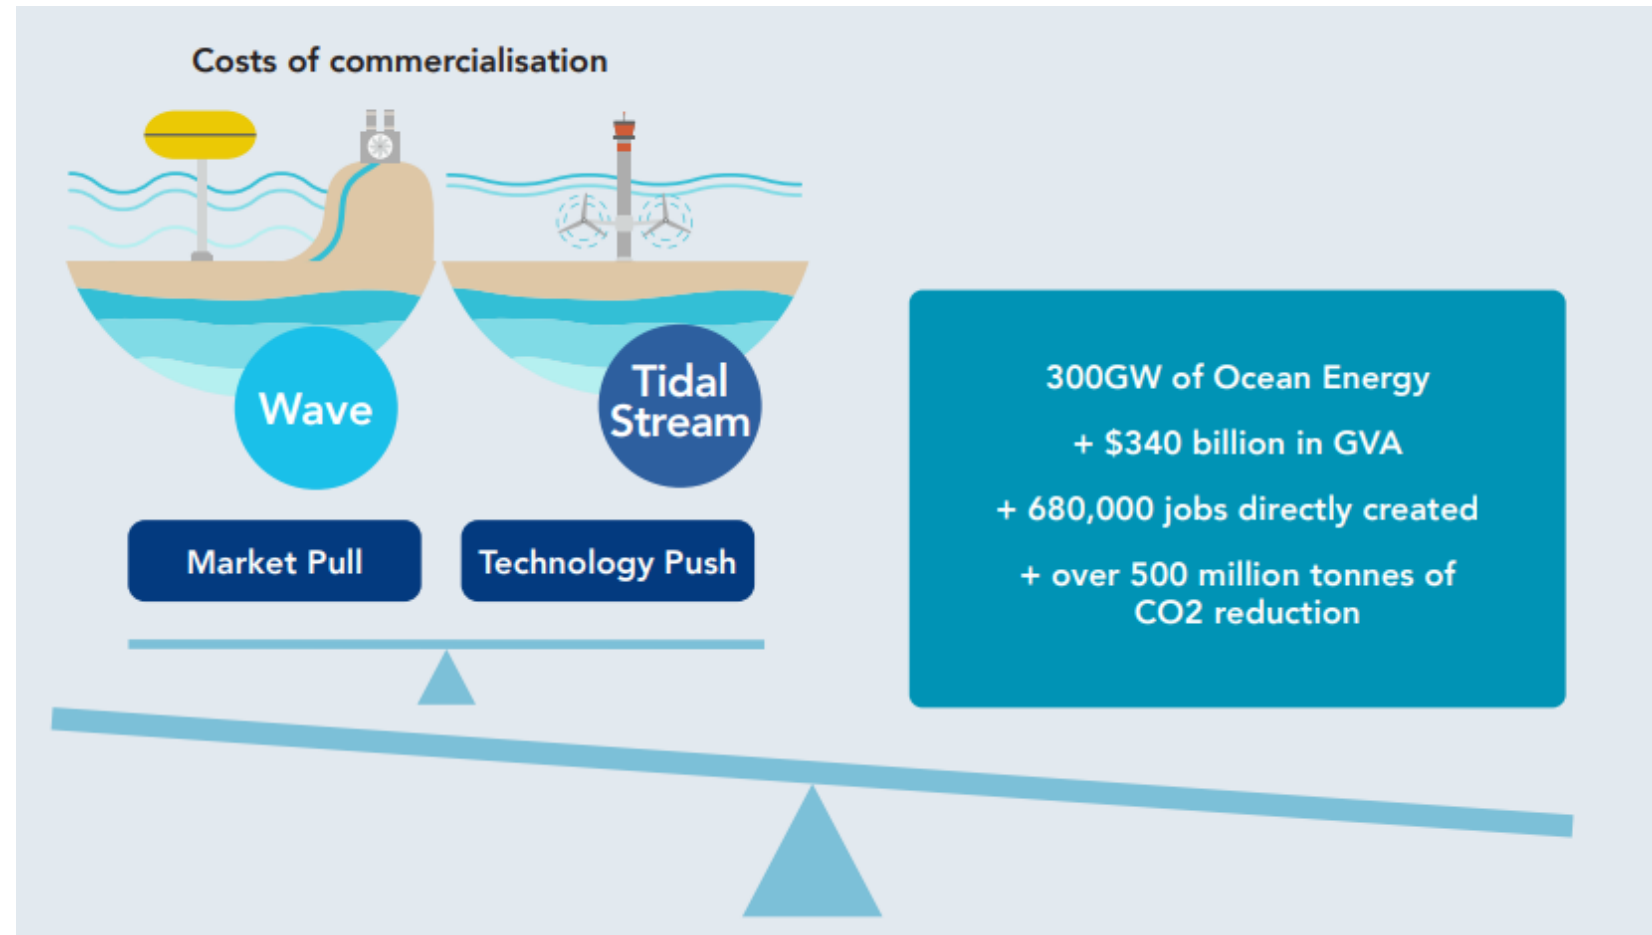 Costs of commercialisation
Wave
Tidal
Stream
Market Pull
Technology Push
300GW of Ocean Energy
+ $340 billion in GVA
+ 680,000 jobs directly created
+ over 500 million tonnes of
CO2 reduction